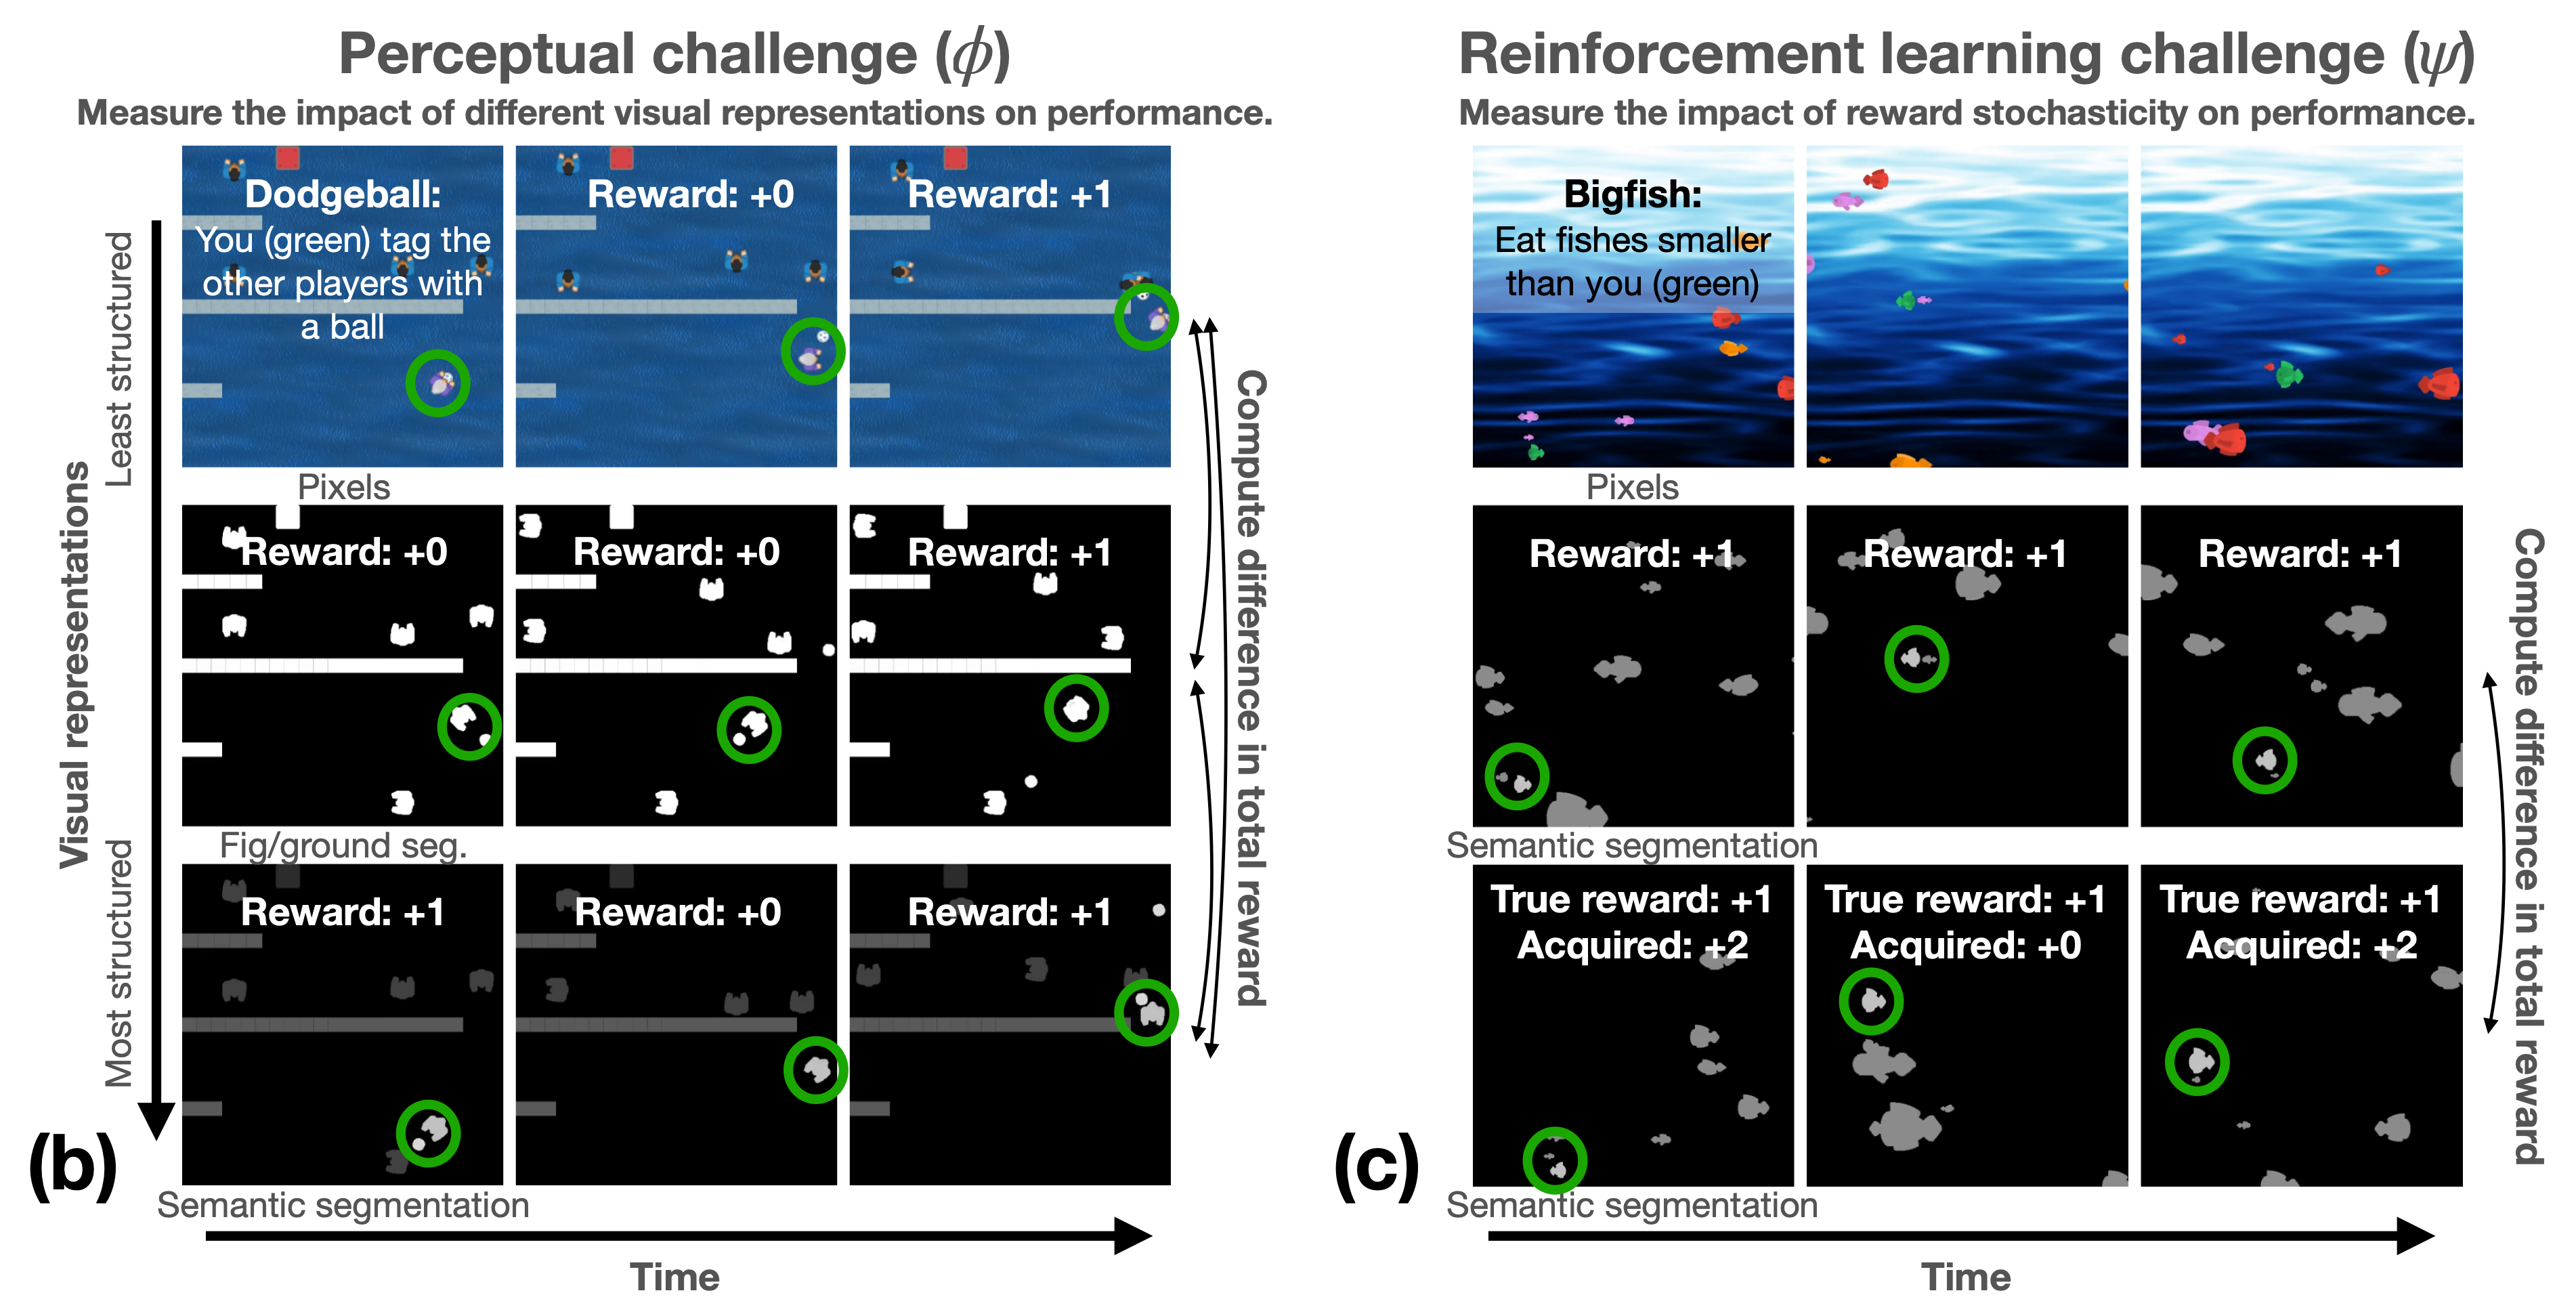 Perceptual challenge (ϕ)
Measure the impact of different visual representations on performance.
Visual representations
Least structured
Most structured
Dodgeball:
You (green) tag the
other players with
a ball
Reward: +0
Reward: +1
Pixels
Reward: +0
Reward: +0
Reward: +1
Fig/ground seg.
Reward: +1
Reward: +0
Reward: +1
Semantic segmentation
Time
Compute difference in total reward
(b)
Reinforcement learning challenge (ψ)
Measure the impact of reward stochasticity on performance.
Bigfish:
Eat fishes smaller
than you (green)
Pixels
Reward: +1
Reward: +1
Reward: +1
Semantic segmentation
True reward: +1
Acquired: +2
True reward: +1
Acquired: +0
True reward: +1
Acquired: +2
Semantic segmentation
Time
Compute difference in total reward
(c)